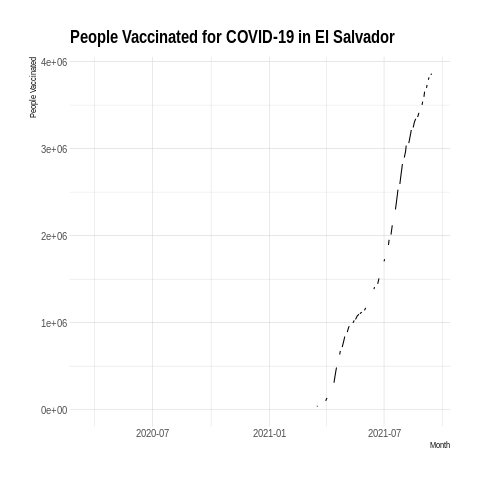 People Vaccinated for COVID-19 in El Salvador
People Vaccinated
4e+06
3e+06
2e+06
1e+06
0e+00
2020-07 2021-01 2021-07
Month